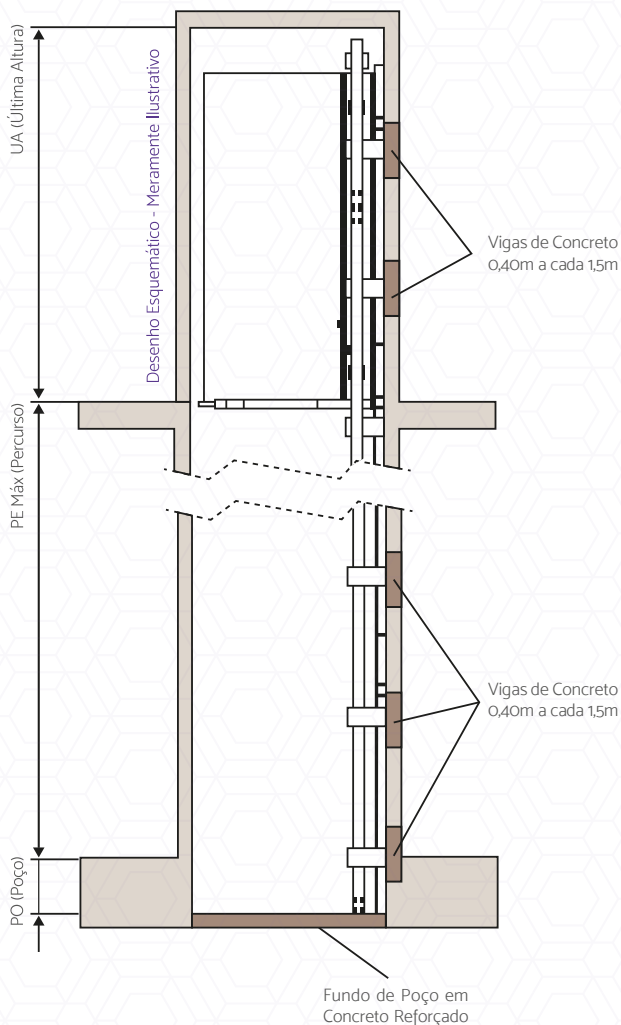 UA (Última Altura)
Desenho Esquemático - Meramente Ilustrativo
Vigas de Concreto
0,40m a cada 1,5m
PE Máx (Percurso)
Vigas de Concreto
0,40m a cada 1,5m
PO (Poço)
Fundo de Poço em
Concreto Reforçado